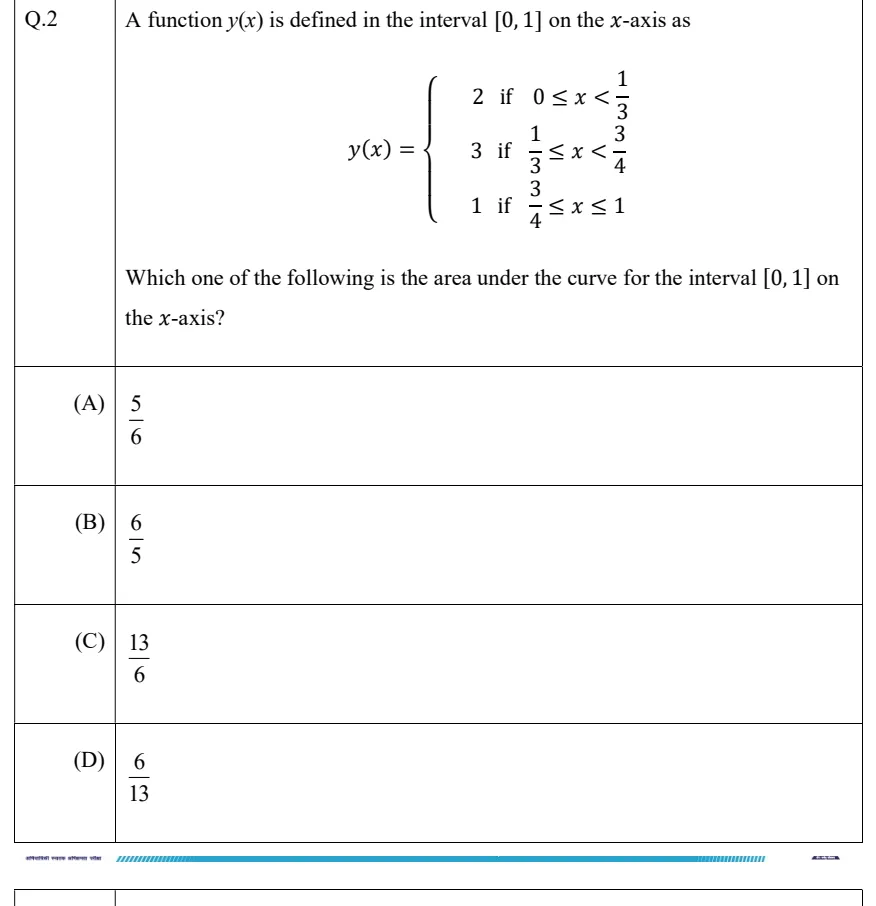 Q.2 A function y(x) is defined in the interval [0, 1] on the x-axis as
y(x) = { 2 if 0 ≤ x < 1/3
3 if 1/3 ≤ x < 3/4
1 if 3/4 ≤ x ≤ 1
Which one of the following is the area under the curve for the interval [0, 1] on
the x-axis?
(A) 5/6
(B) 6/5
(C) 13/6
(D) 6/13